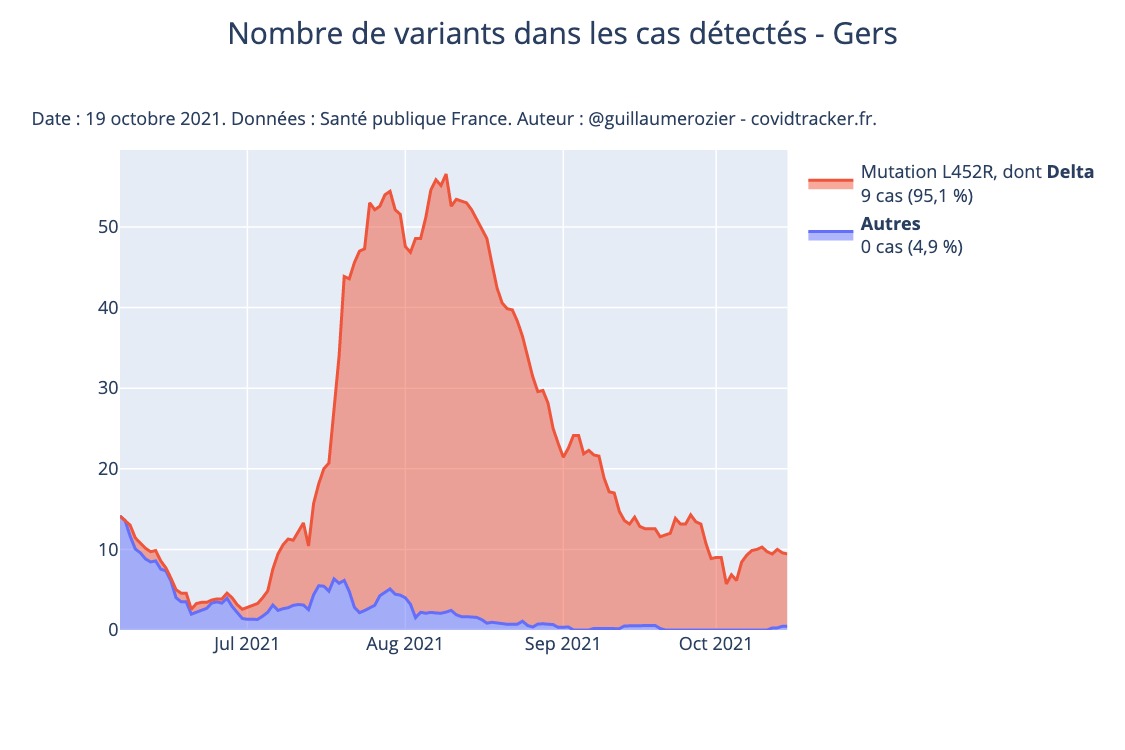 Nombre de variants dans les cas détectés - Gers
Date : 19 octobre 2021. Données : Santé publique France. Auteur : @guillaumerozier - covidtracker.fr.
Mutation L452R, dont Delta
9 cas (95,1 %)
Autres
0 cas (4,9 %)
50
40
30
20
10
0
Jul 2021
Aug 2021
Sep 2021
Oct 2021